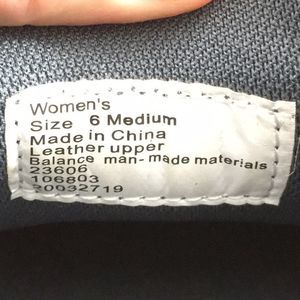 Women's
Size 6 Medium
Made in China
Leather upper
Balance man-made materials
23606
106803
20032719